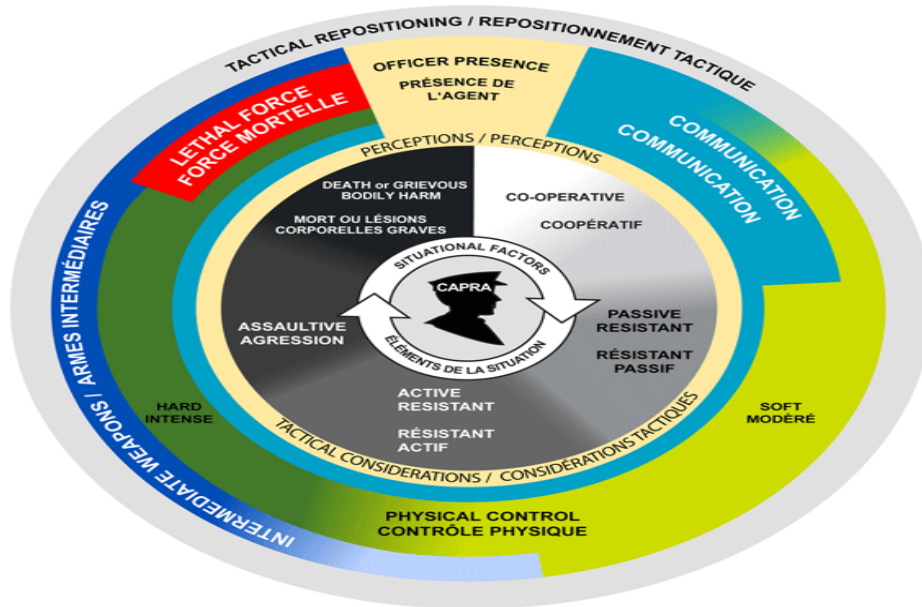 TACTICAL REPOSITIONING / REPOSITIONNEMENT TACTIQUE
OFFICER PRESENCE
PRÉSENCE DE
L'AGENT
LETHAL FORCE
FORCE MORTELLE
COMMUNICATION
COMMUNICATION
PERCEPTIONS / PERCEPTIONS
DEATH or GRIEVOUS
BODILY HARM
MORT OU LÉSIONS
CORPORELLES GRAVES
CO-OPERATIVE
COOPÉRATIF
SITUATIONAL FACTORS
CAPRA
ÉLÉMENTS DE LA SITUATION
ASSAULTIVE
AGRESSION
PASSIVE
RESISTANT
RÉSISTANT
PASSIF
ACTIVE
RESISTANT
RÉSISTANT
ACTIF
TACTICAL CONSIDERATIONS / CONSIDÉRATIONS TACTIQUES
HARD
INTENSE
SOFT
MODÈRÉ
PHYSICAL CONTROL
CONTRÔLE PHYSIQUE
INTERMEDIATE WEAPONS / ARMES INTERMÉDIAIRES